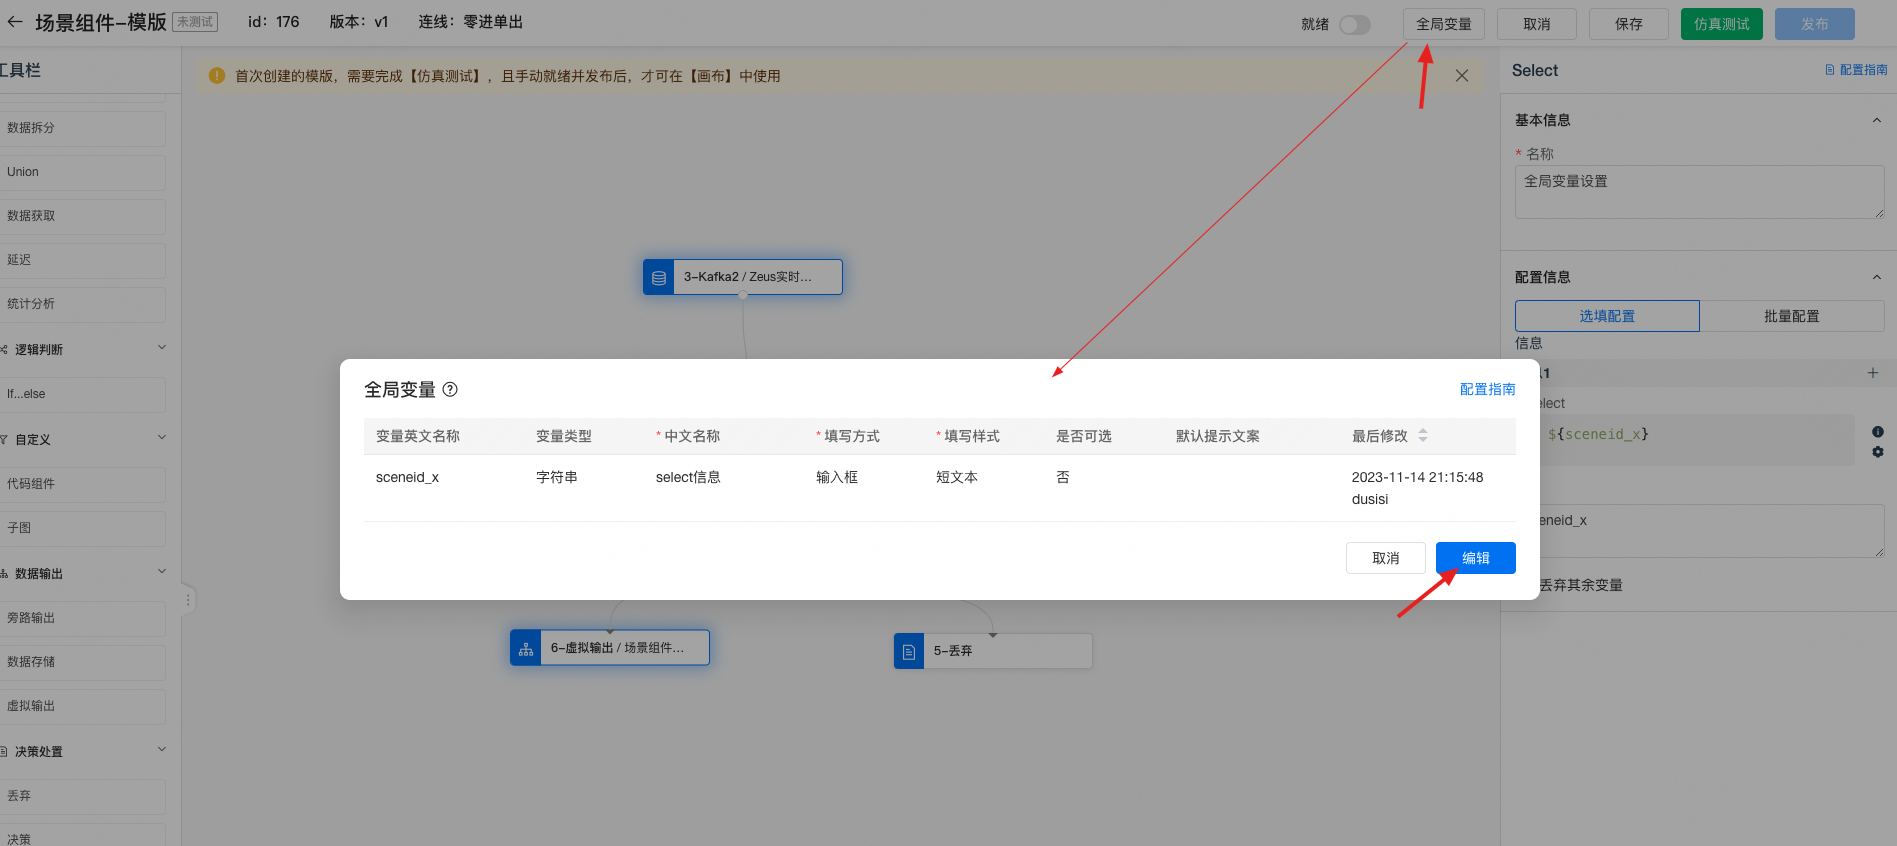 场景组件-模版 未测试 id：176 版本：v1 连线：零进单出 就绪 全局变量 取消 保存 仿真测试 发布
工具栏
首次创建的模版，需要完成【仿真测试】，且手动就绪并发布后，才可在【画布】中使用
数据拆分
Union
数据获取
延迟
统计分析
逻辑判断
If...else
自定义
代码组件
子图
数据输出
旁路输出
数据存储
虚拟输出
决策处置
丢弃
决策
3-Kafka2 / Zeus实时...
6-虚拟输出 / 场景组件...
5-丢弃
全局变量 配置指南
变量英文名称 变量类型 * 中文名称 * 填写方式 * 填写样式 是否可选 默认提示文案 最后修改
sceneid_x 字符串 select信息 输入框 短文本 否 2023-11-14 21:15:48
dusisi
取消 编辑
Select 配置指南
基本信息
* 名称
全局变量设置
配置信息
选填配置 批量配置
信息
1
elect
${sceneid_x}
eneid_x
丢弃其余变量